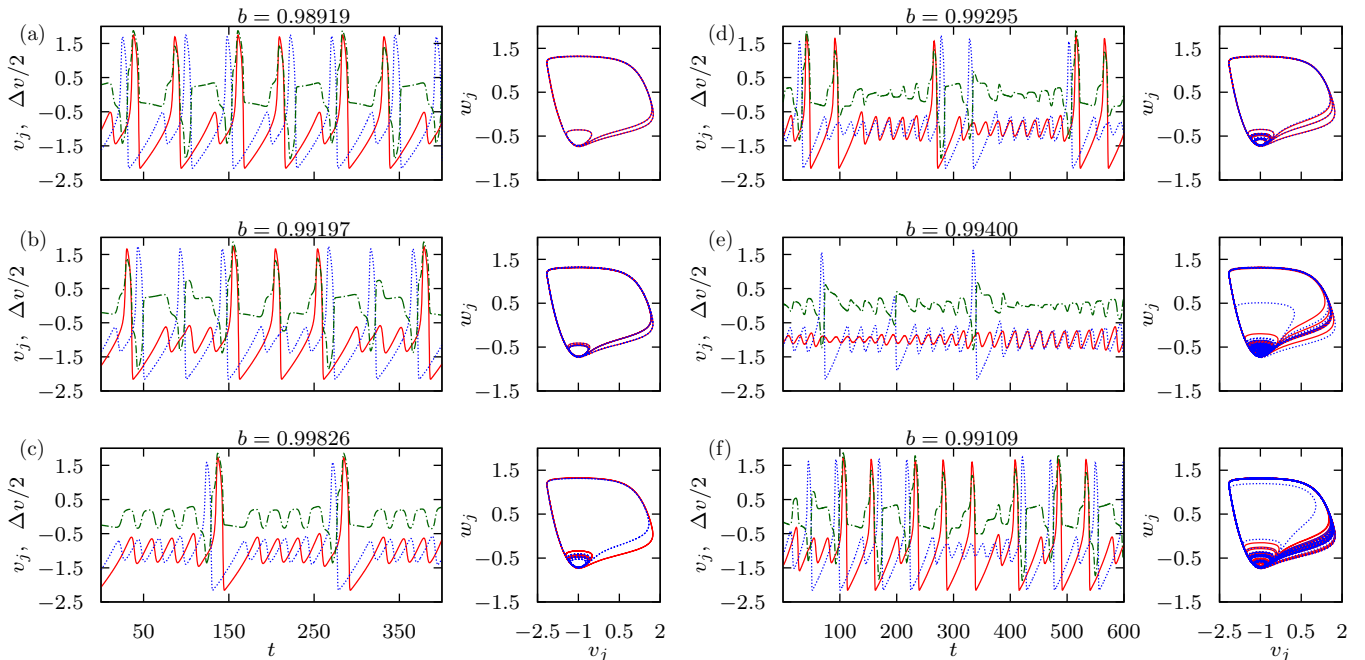 b = 0.98919
(a)
v_j, Δv/2
1.5
0.5
−0.5
−1.5
−2.5
w_j
1.5
0.5
−0.5
−1.5
b = 0.99197
(b)
v_j, Δv/2
1.5
0.5
−0.5
−1.5
−2.5
w_j
1.5
0.5
−0.5
−1.5
b = 0.99826
(c)
v_j, Δv/2
1.5
0.5
−0.5
−1.5
−2.5
50 150 250 350
t
w_j
1.5
0.5
−0.5
−1.5
−2.5 −1 0.5 2
v_j
b = 0.99295
(d)
v_j, Δv/2
1.5
0.5
−0.5
−1.5
−2.5
w_j
1.5
0.5
−0.5
−1.5
b = 0.99400
(e)
v_j, Δv/2
1.5
0.5
−0.5
−1.5
−2.5
w_j
1.5
0.5
−0.5
−1.5
b = 0.99109
(f)
v_j, Δv/2
1.5
0.5
−0.5
−1.5
−2.5
100 200 300 400 500 600
t
w_j
1.5
0.5
−0.5
−1.5
−2.5 −1 0.5 2
v_j